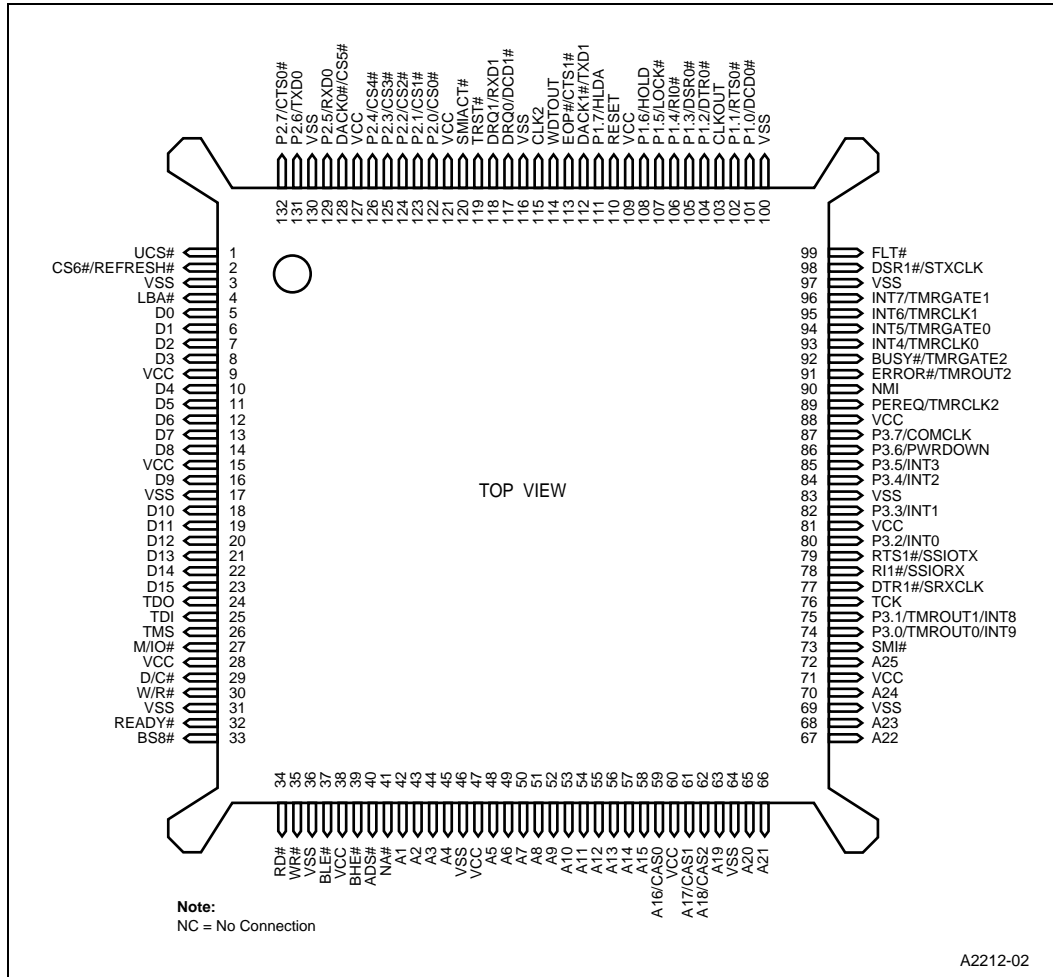 P2.7/CTS0#
P2.6/TXD0
VSS
P2.5/RXD0
DACK0#/CS5#
VCC
P2.4/CS4#
P2.3/CS3#
P2.2/CS2#
P2.1/CS1#
P2.0/CS0#
VCC
SMIACT#
TRST#
DRQ1/RXD1
DRQ0/DCD1#
VSS
CLK2
WDTOUT
EOP#/CTS1#
DACK1#/TXD1
P1.7/HLDA
RESET
VCC
P1.6/HOLD
P1.5/LOCK#
P1.4/RI0#
P1.3/DSR0#
P1.2/DTR0#
CLKOUT
P1.1/RTS0#
P1.0/DCD0#
VSS
132
131
130
129
128
127
126
125
124
123
122
121
120
119
118
117
116
115
114
113
112
111
110
109
108
107
106
105
104
103
102
101
100
UCS# 1
CS6#/REFRESH# 2
VSS 3
LBA# 4
D0 5
D1 6
D2 7
D3 8
VCC 9
D4 10
D5 11
D6 12
D7 13
D8 14
VCC 15
D9 16
VSS 17
D10 18
D11 19
D12 20
D13 21
D14 22
D15 23
TDO 24
TDI 25
TMS 26
M/IO# 27
VCC 28
D/C# 29
W/R# 30
VSS 31
READY# 32
BS8# 33
TOP VIEW
99 FLT#
98 DSR1#/STXCLK
97 VSS
96 INT7/TMRGATE1
95 INT6/TMRCLK1
94 INT5/TMRGATE0
93 INT4/TMRCLK0
92 BUSY#/TMRGATE2
91 ERROR#/TMROUT2
90 NMI
89 PEREQ/TMRCLK2
88 VCC
87 P3.7/COMCLK
86 P3.6/PWRDOWN
85 P3.5/INT3
84 P3.4/INT2
83 VSS
82 P3.3/INT1
81 VCC
80 P3.2/INT0
79 RTS1#/SSIOTX
78 RI1#/SSIORX
77 DTR1#/SRXCLK
76 TCK
75 P3.1/TMROUT1/INT8
74 P3.0/TMROUT0/INT9
73 SMI#
72 A25
71 VCC
70 A24
69 VSS
68 A23
67 A22
34
35
36
37
38
39
40
41
42
43
44
45
46
47
48
49
50
51
52
53
54
55
56
57
58
59
60
61
62
63
64
65
66
RD#
WR#
VSS
BLE#
VCC
BHE#
ADS#
NA#
A1
A2
A3
A4
VSS
VCC
A5
A6
A7
A8
A9
A10
A11
A12
A13
A14
A15
A16/CAS0
VCC
A17/CAS1
A18/CAS2
A19
VSS
A20
A21
Note:
NC = No Connection
A2212-02